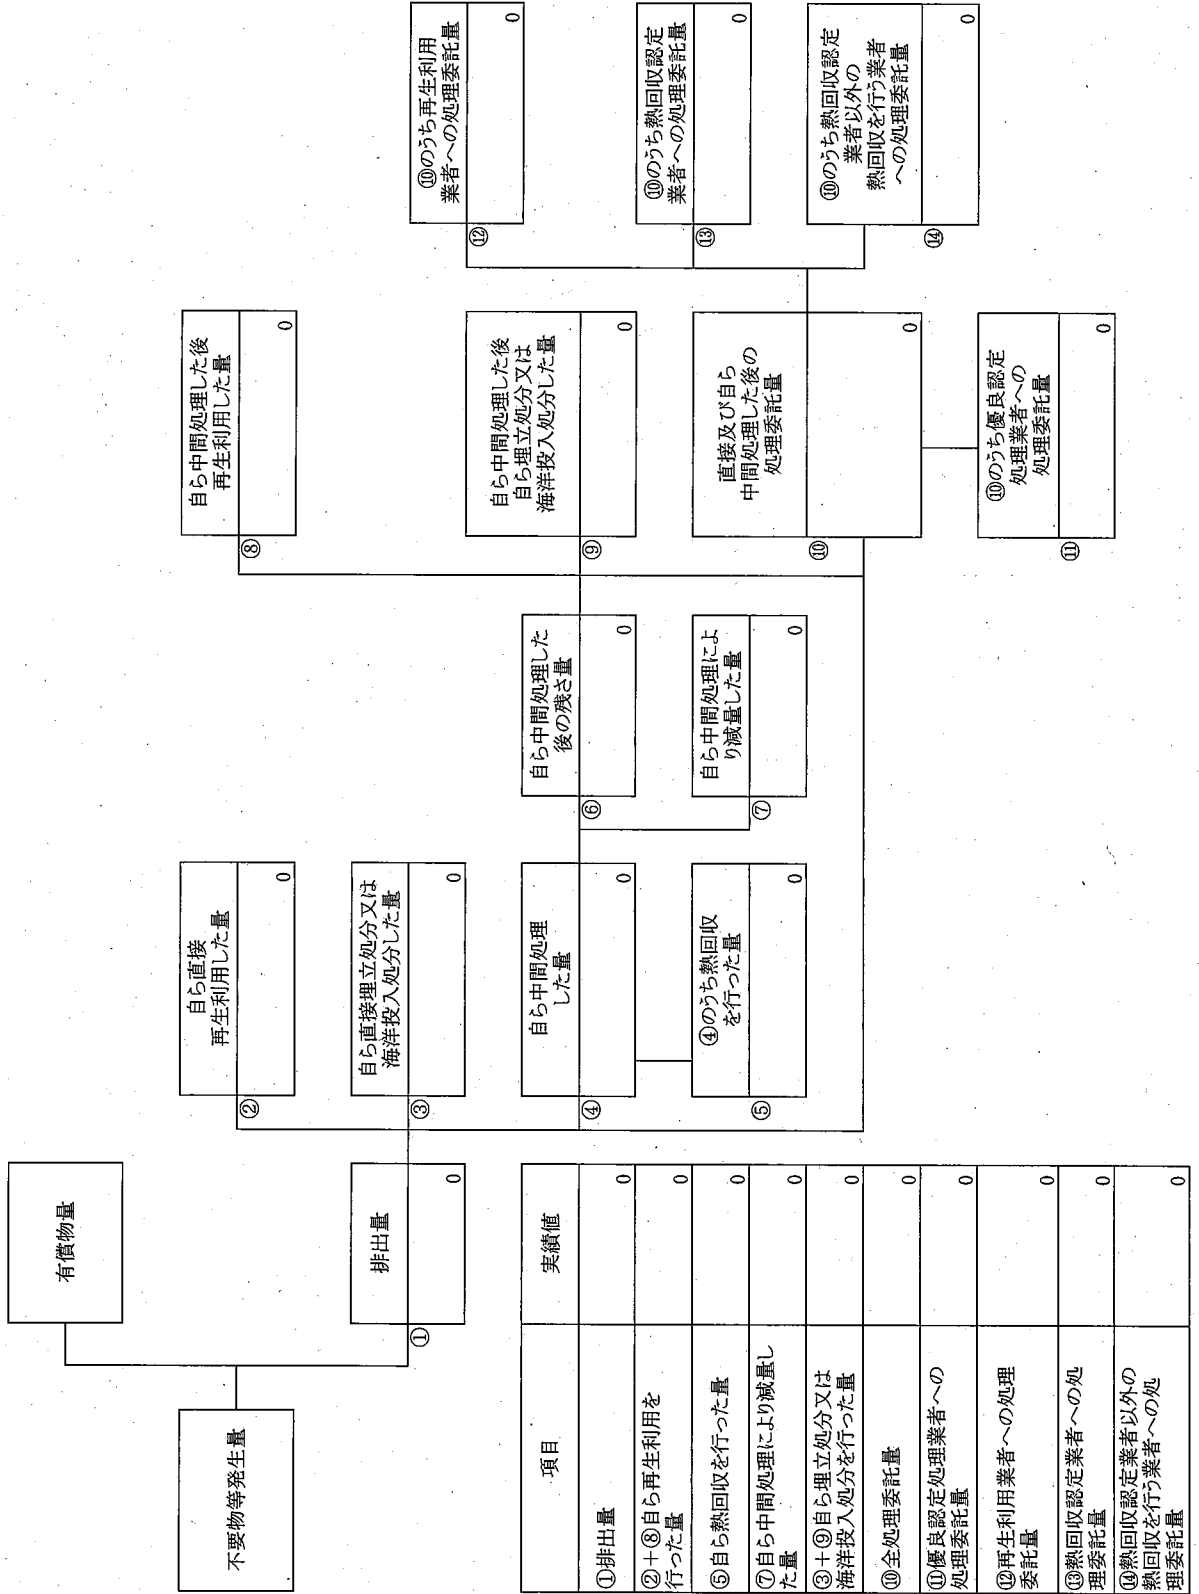 不要物等発生量
有償物量
①
排出量
0
②
自ら直接
再生利用した量
0
③
自ら直接埋立処分又は
海洋投入処分した量
0
④
自ら中間処理
した量
0
⑤
④のうち熱回収
を行った量
0
⑥
自ら中間処理した
後の残さ量
0
⑦
自ら中間処理によ
り減量した量
0
⑧
自ら中間処理した後
再生利用した量
0
⑨
自ら中間処理した後
自ら埋立処分又は
海洋投入処分した量
0
⑩
直接及び自ら
中間処理した後の
処理委託量
0
⑪
⑩のうち優良認定
処理業者への
処理委託量
0
⑫
⑩のうち再生利用
業者への処理委託量
0
⑬
⑩のうち熱回収認定
業者への処理委託量
0
⑭
⑩のうち熱回収認定
業者以外の
熱回収を行う業者
への処理委託量
0
項目 実績値
①排出量 0
②+⑧自ら再生利用を
行った量 0
⑤自ら熱回収を行った量 0
⑦自ら中間処理により減量し
た量 0
③+⑨自ら埋立処分又は
海洋投入処分を行った量 0
⑩全処理委託量 0
⑪優良認定処理業者への
処理委託量 0
⑫再生利用業者への処理
委託量 0
⑬熱回収認定業者への処
理委託量 0
⑭熱回収認定業者以外の
熱回収を行う業者への処
理委託量 0